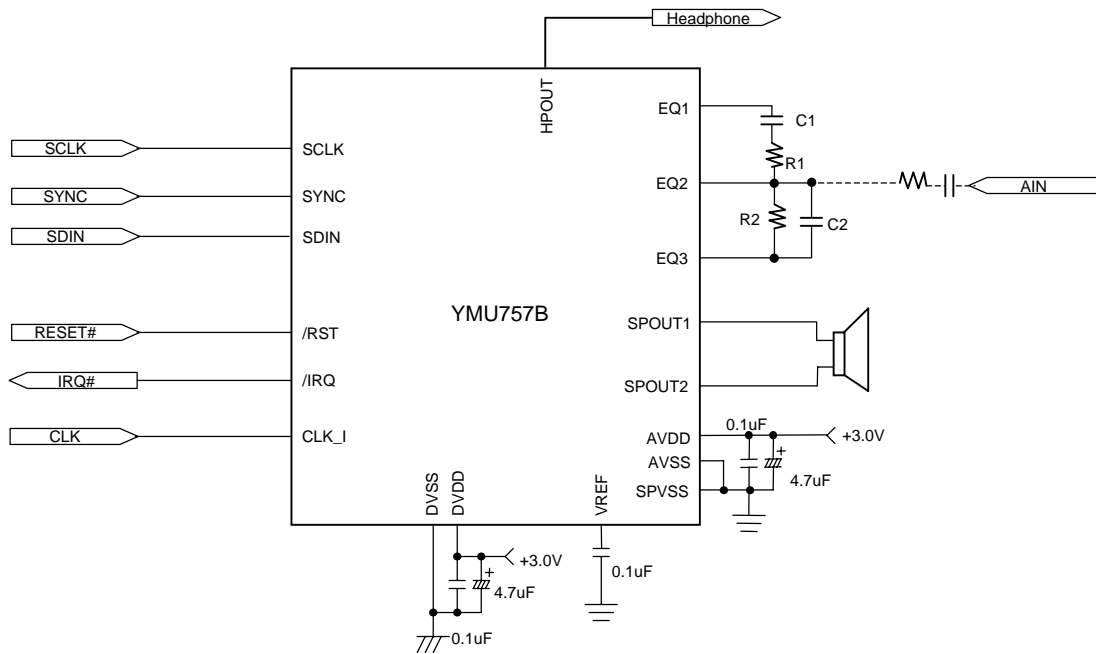 Headphone
HPOUT
EQ1
C1
R1
SCLK
SCLK
EQ2
AIN
SYNC
SYNC
R2
C2
SDIN
SDIN
EQ3
YMU757B
SPOUT1
RESET#
/RST
IRQ#
/IRQ
SPOUT2
0.1uF
CLK
CLK_I
AVDD
+3.0V
AVSS
+
4.7uF
SPVSS
DVSS
DVDD
VREF
+3.0V
+
4.7uF
0.1uF
0.1uF